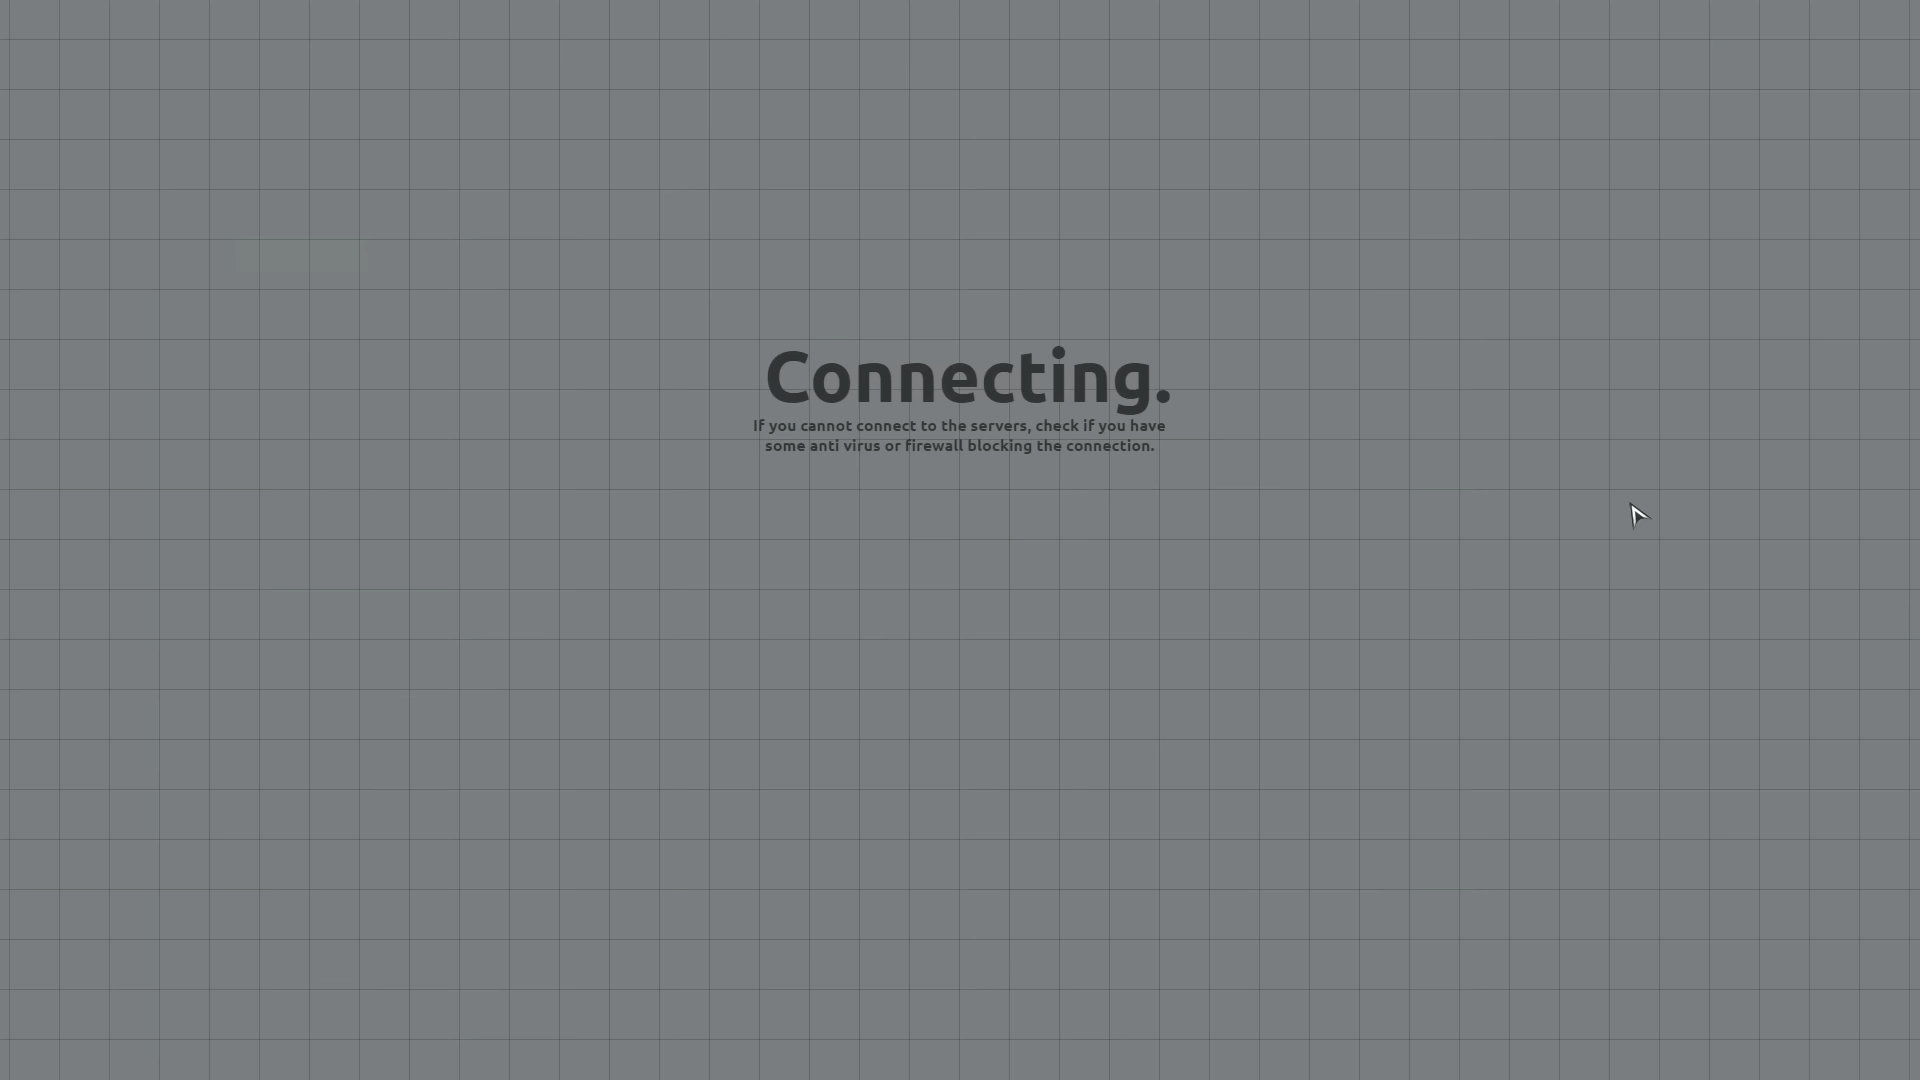 Connecting.
If you cannot connect to the servers, check if you have
some anti virus or firewall blocking the connection.